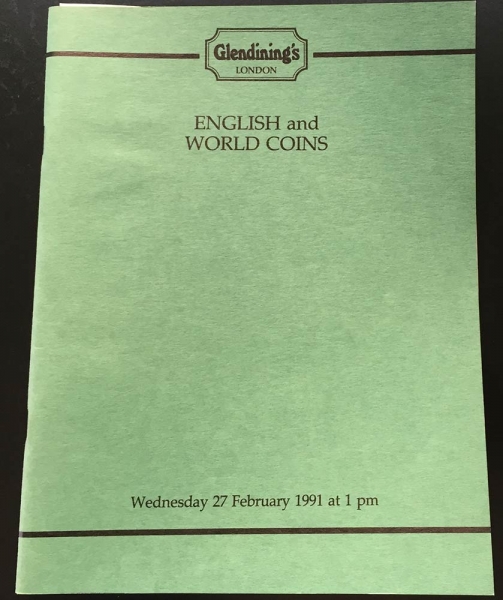 Glendining's
LONDON
ENGLISH and
WORLD COINS
Wednesday 27 February 1991 at 1 pm